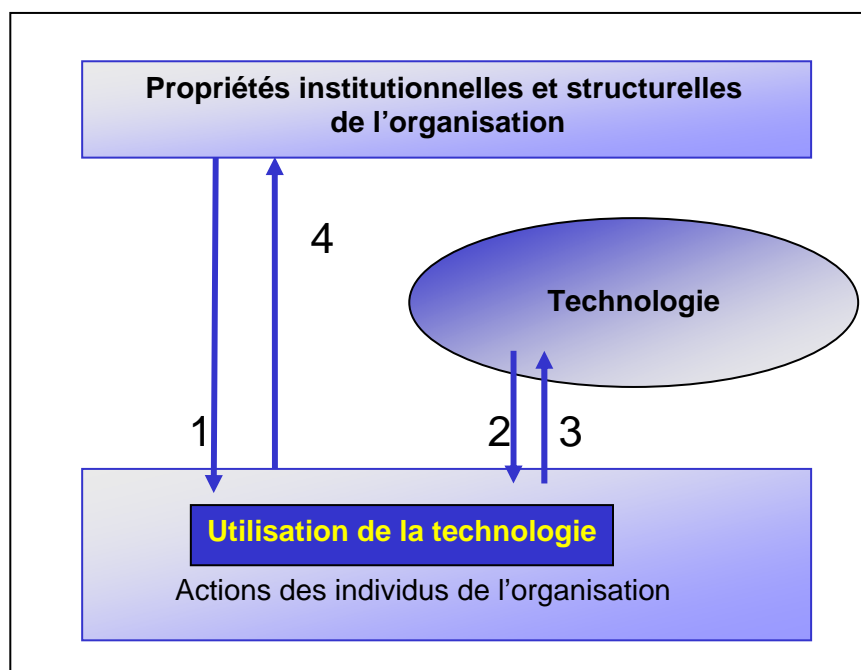 Propriétés institutionnelles et structurelles
de l’organisation
4
Technologie
1
2
3
Utilisation de la technologie
Actions des individus de l’organisation